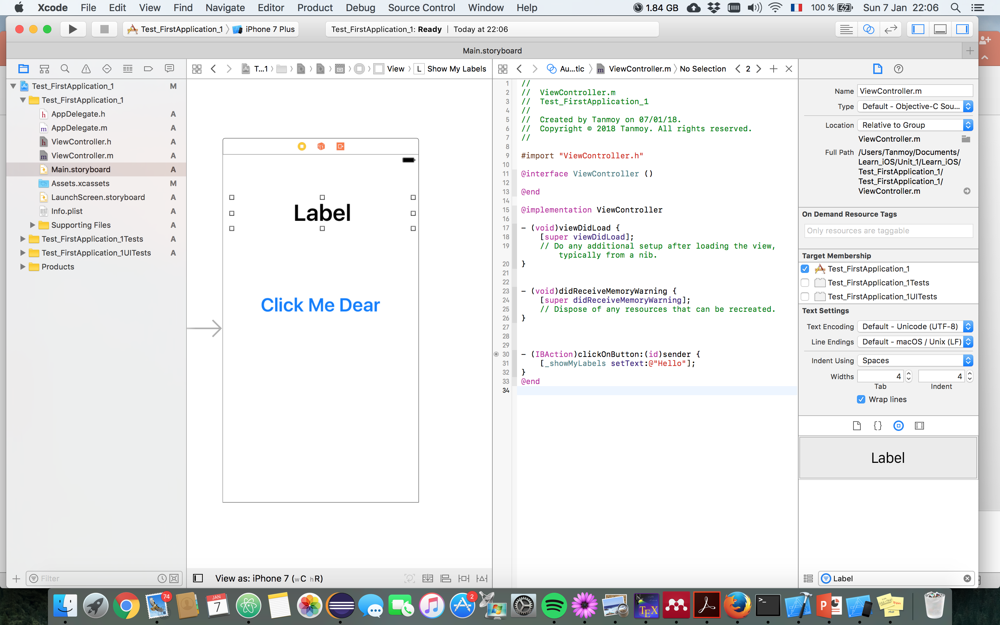 Xcode File Edit View Find Navigate Editor Product Debug Source Control Window Help 1.84 GB 100 % Sun 7 Jan 22:06
Test_FirstApplication_1 iPhone 7 Plus Test_FirstApplication_1: Ready | Today at 22:06
Main.storyboard
T...1 View L Show My Labels
Au...tic m ViewController.m No Selection 2
Test_FirstApplication_1 M
Test_FirstApplication_1
h AppDelegate.h A
m AppDelegate.m A
h ViewController.h A
m ViewController.m A
Main.storyboard A
Assets.xcassets M
LaunchScreen.storyboard A
Info.plist A
Supporting Files A
Test_FirstApplication_1Tests A
Test_FirstApplication_1UITests A
Products
Filter
Label
Click Me Dear
View as: iPhone 7 (wC hR)
1 //
2 //  ViewController.m
3 //  Test_FirstApplication_1
4 //
5 //  Created by Tanmoy on 07/01/18.
6 //  Copyright © 2018 Tanmoy. All rights reserved.
7 //
8
9 #import "ViewController.h"
10
11 @interface ViewController ()
12
13 @end
14
15 @implementation ViewController
16
17 - (void)viewDidLoad {
18     [super viewDidLoad];
19     // Do any additional setup after loading the view,
typically from a nib.
20 }
21
22
23 - (void)didReceiveMemoryWarning {
24     [super didReceiveMemoryWarning];
25     // Dispose of any resources that can be recreated.
26 }
27
28
29
30 - (IBAction)clickOnButton:(id)sender {
31     [_showMyLabels setText:@"Hello"];
32 }
33 @end
34
Name ViewController.m
Type Default - Objective-C Sou...
Location Relative to Group
ViewController.m
Full Path /Users/Tanmoy/Documents/
Learn_iOS/Unit_1/Learn_iOS/
Test_FirstApplication_1/
Test_FirstApplication_1/
ViewController.m
On Demand Resource Tags
Only resources are taggable
Target Membership
Test_FirstApplication_1
Test_FirstApplication_1Tests
Test_FirstApplication_1UITests
Text Settings
Text Encoding Default - Unicode (UTF-8)
Line Endings Default - macOS / Unix (LF)
Indent Using Spaces
Widths 4 4
Tab Indent
Wrap lines
{}
Label
Label
74 JAN 7 2 TEX >_ P